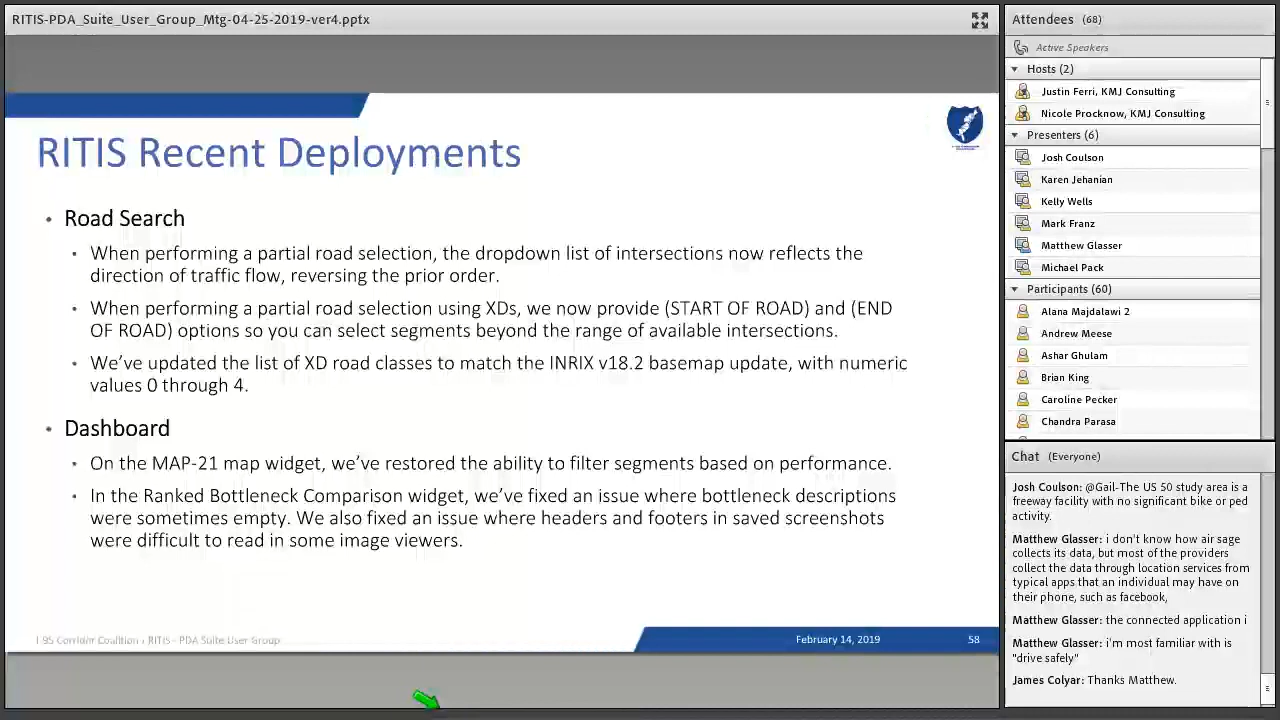 RITIS-PDA_Suite_User_Group_Mtg-04-25-2019-ver4.pptx
RITIS Recent Deployments
• Road Search
• When performing a partial road selection, the dropdown list of intersections now reflects the
direction of traffic flow, reversing the prior order.
• When performing a partial road selection using XDs, we now provide (START OF ROAD) and (END
OF ROAD) options so you can select segments beyond the range of available intersections.
• We've updated the list of XD road classes to match the INRIX v18.2 basemap update, with numeric
values 0 through 4.
• Dashboard
• On the MAP-21 map widget, we've restored the ability to filter segments based on performance.
• In the Ranked Bottleneck Comparison widget, we've fixed an issue where bottleneck descriptions
were sometimes empty. We also fixed an issue where headers and footers in saved screenshots
were difficult to read in some image viewers.
I-95 Corridor Coalition : RITIS - PDA Suite User Group
February 14, 2019
58
Attendees (68)
Active Speakers
Hosts (2)
Justin Ferri, KMJ Consulting
Nicole Procknow, KMJ Consulting
Presenters (6)
Josh Coulson
Karen Jehanian
Kelly Wells
Mark Franz
Matthew Glasser
Michael Pack
Participants (60)
Alana Majdalawi 2
Andrew Meese
Ashar Ghulam
Brian King
Caroline Pecker
Chandra Parasa
Chat (Everyone)
Josh Coulson: @Gail-The US 50 study area is a
freeway facility with no significant bike or ped
activity.
Matthew Glasser: i don't know how air sage
collects its data, but most of the providers
collect the data through location services from
typical apps that an individual may have on
their phone, such as facebook,
Matthew Glasser: the connected application i
Matthew Glasser: i'm most familiar with is
"drive safely"
James Colyar: Thanks Matthew.